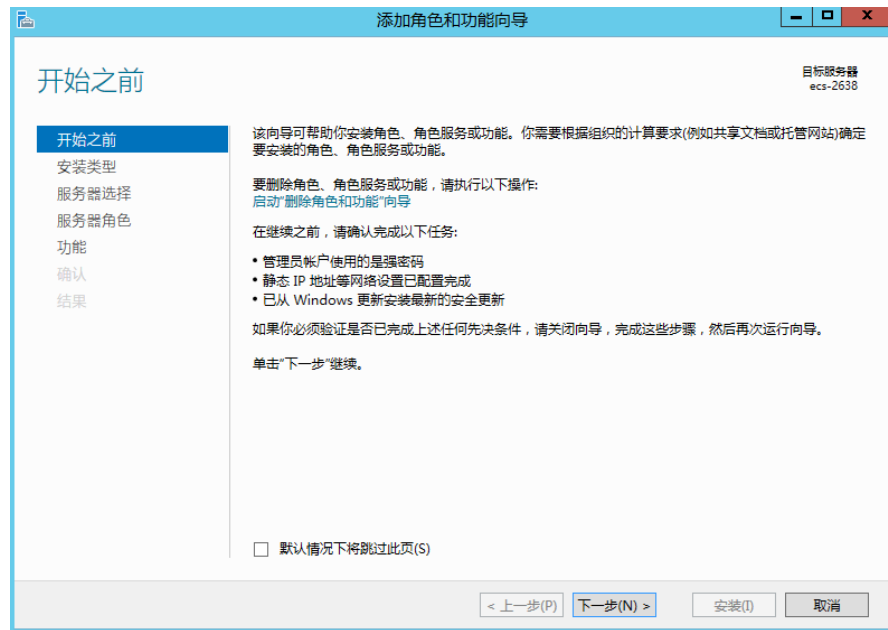 添加角色和功能向导
开始之前
目标服务器
ecs-2638
开始之前
安装类型
服务器选择
服务器角色
功能
确认
结果
该向导可帮助你安装角色、角色服务或功能。你需要根据组织的计算要求(例如共享文档或托管网站)确定
要安装的角色、角色服务或功能。
要删除角色、角色服务或功能，请执行以下操作:
启动"删除角色和功能"向导
在继续之前，请确认完成以下任务:
• 管理员帐户使用的是强密码
• 静态 IP 地址等网络设置已配置完成
• 已从 Windows 更新安装最新的安全更新
如果你必须验证是否已完成上述任何先决条件，请关闭向导，完成这些步骤，然后再次运行向导。
单击"下一步"继续。
默认情况下将跳过此页(S)
< 上一步(P) 下一步(N) > 安装(I) 取消